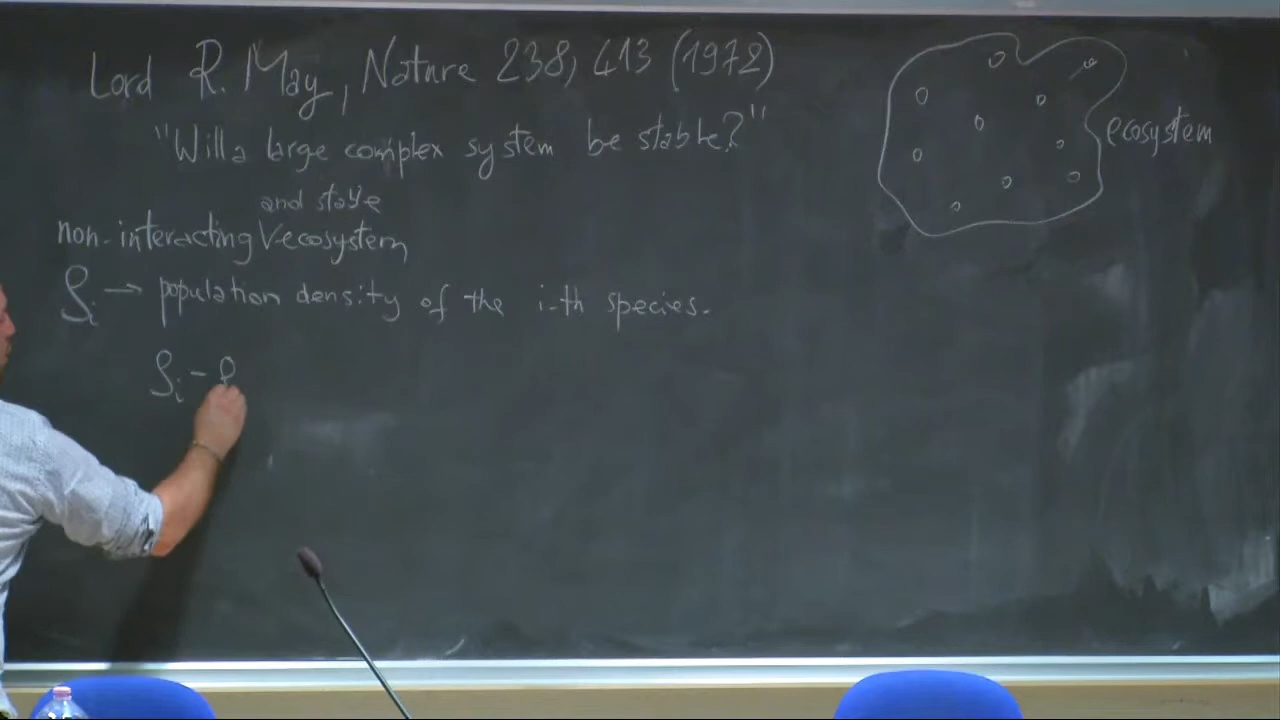 Lord R. May, Nature 238, 413 (1972)
"Will a large complex system be stable?"
ecosystem
and stable
non-interacting ecosystem
ρi → population density of the i-th species.
ρi - ρ